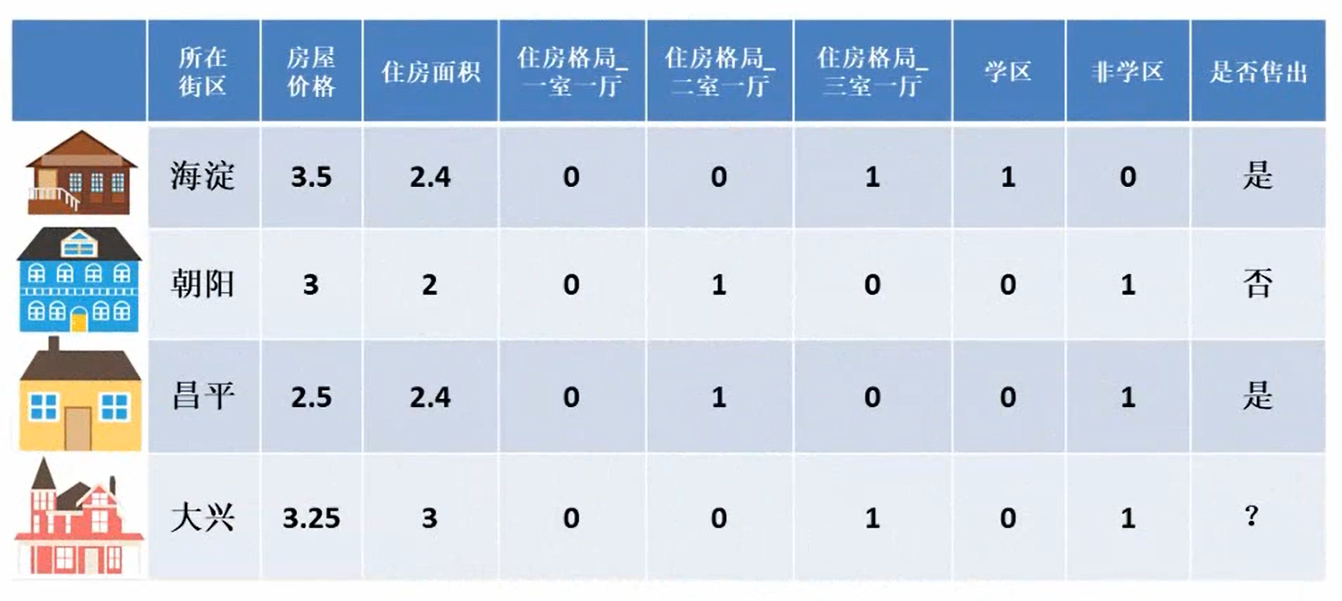 所在
街区
房屋
价格
住房面积
住房格局_
一室一厅
住房格局_
二室一厅
住房格局_
三室一厅
学区
非学区
是否售出
海淀 3.5 2.4 0 0 1 1 0 是
朝阳 3 2 0 1 0 0 1 否
昌平 2.5 2.4 0 1 0 0 1 是
大兴 3.25 3 0 0 1 0 1 ？